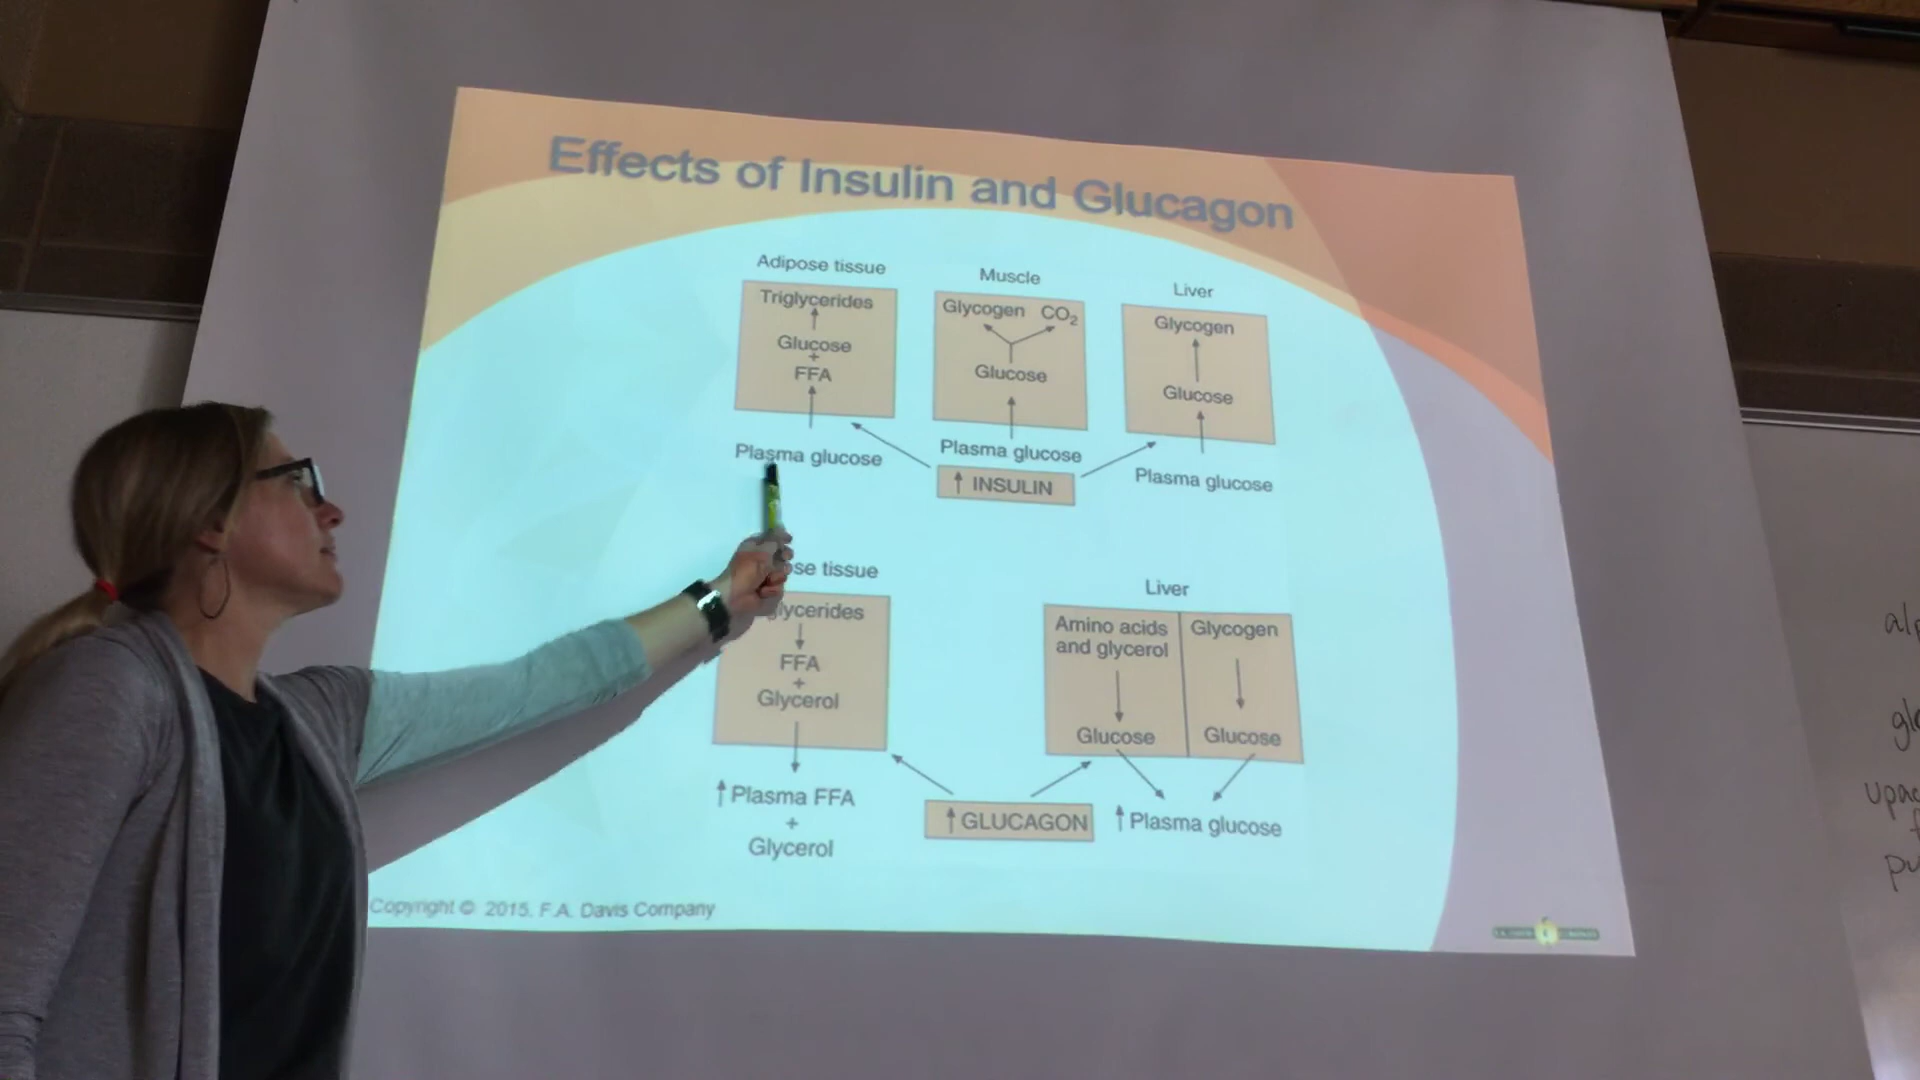 Effects of Insulin and Glucagon
Adipose tissue
Triglycerides
Glucose
+
FFA
Plasma glucose
Muscle
Glycogen CO₂
Glucose
Plasma glucose
Liver
Glycogen
Glucose
Plasma glucose
↑ INSULIN
ose tissue
lycerides
FFA
+
Glycerol
↑ Plasma FFA
+
Glycerol
Liver
Amino acids
and glycerol
Glucose
Glycogen
Glucose
↑ Plasma glucose
↑ GLUCAGON
Copyright © 2015. F.A. Davis Company